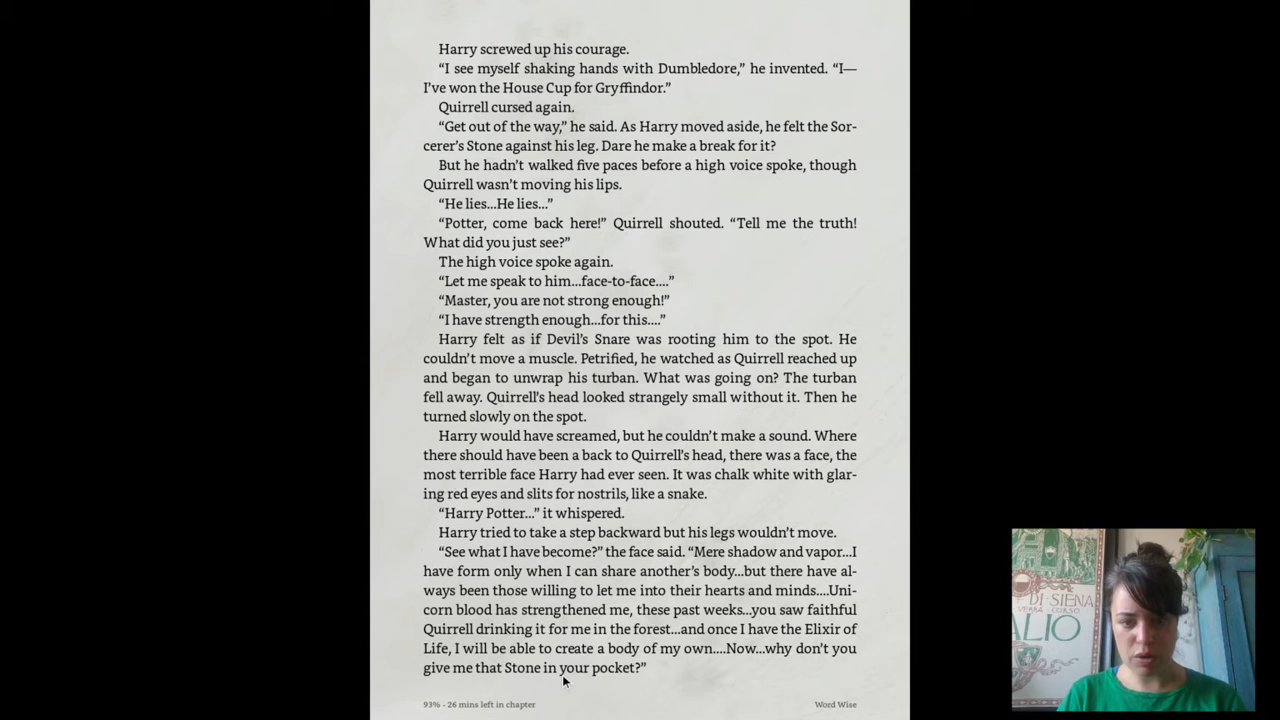 Harry screwed up his courage.
“I see myself shaking hands with Dumbledore,” he invented. “I—
I’ve won the House Cup for Gryffindor.”
Quirrell cursed again.
“Get out of the way,” he said. As Harry moved aside, he felt the Sor-
cerer’s Stone against his leg. Dare he make a break for it?
But he hadn’t walked five paces before a high voice spoke, though
Quirrell wasn’t moving his lips.
“He lies...He lies...”
“Potter, come back here!” Quirrell shouted. “Tell me the truth!
What did you just see?”
The high voice spoke again.
“Let me speak to him...face-to-face....”
“Master, you are not strong enough!”
“I have strength enough...for this....”
Harry felt as if Devil’s Snare was rooting him to the spot. He
couldn’t move a muscle. Petrified, he watched as Quirrell reached up
and began to unwrap his turban. What was going on? The turban
fell away. Quirrell’s head looked strangely small without it. Then he
turned slowly on the spot.
Harry would have screamed, but he couldn’t make a sound. Where
there should have been a back to Quirrell’s head, there was a face, the
most terrible face Harry had ever seen. It was chalk white with glar-
ing red eyes and slits for nostrils, like a snake.
“Harry Potter...” it whispered.
Harry tried to take a step backward but his legs wouldn’t move.
“See what I have become?” the face said. “Mere shadow and vapor...I
have form only when I can share another’s body...but there have al-
ways been those willing to let me into their hearts and minds....Uni-
corn blood has strengthened me, these past weeks...you saw faithful
Quirrell drinking it for me in the forest...and once I have the Elixir of
Life, I will be able to create a body of my own....Now...why don’t you
give me that Stone in your pocket?”
93% - 26 mins left in chapter
Word Wise
DI SIENA
CORSO
ALIO